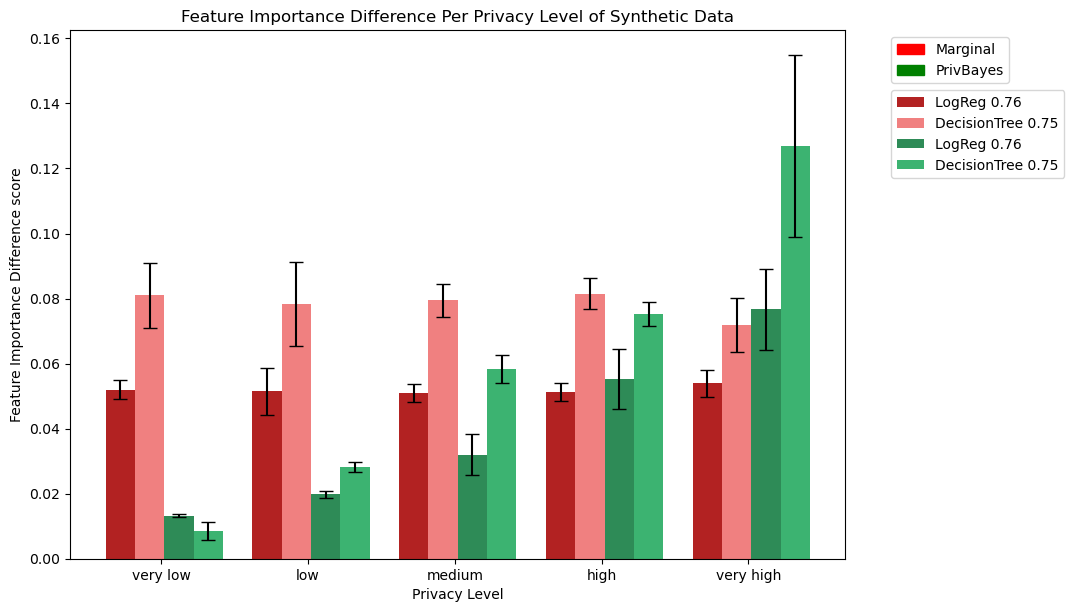 Feature Importance Difference Per Privacy Level of Synthetic Data
Feature Importance Difference score
0.16
0.14
0.12
0.10
0.08
0.06
0.04
0.02
0.00
very low
low
medium
high
very high
Privacy Level
Marginal
PrivBayes
LogReg 0.76
DecisionTree 0.75
LogReg 0.76
DecisionTree 0.75